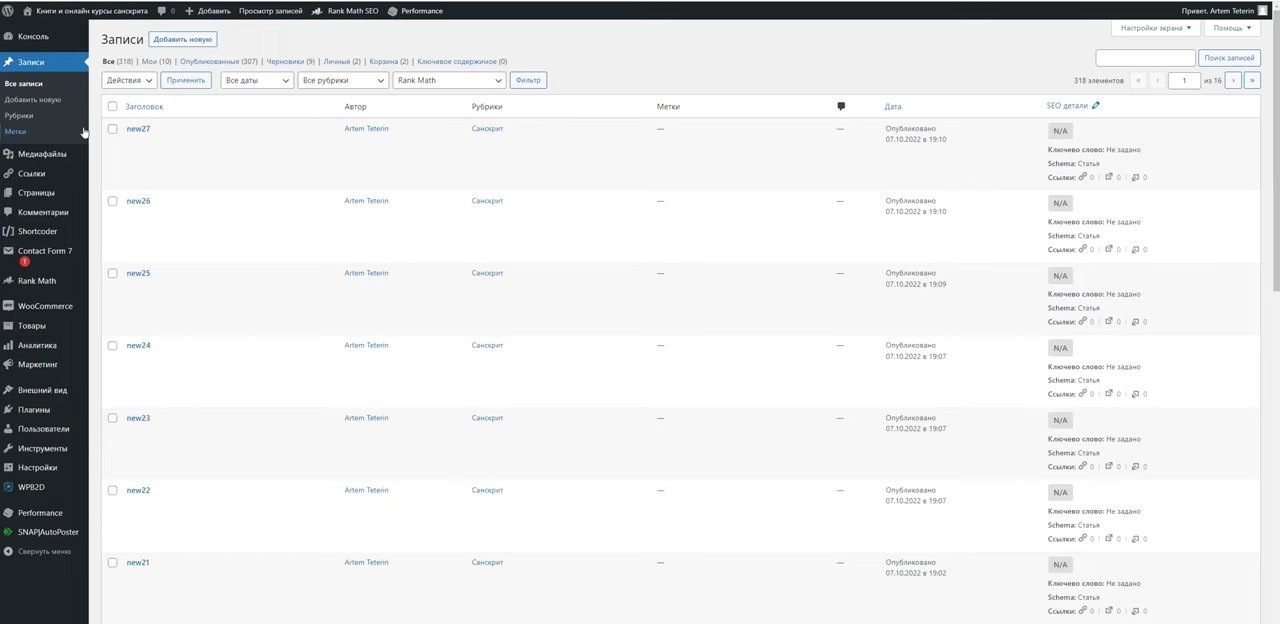 Книги и онлайн курсы санскрита 0 Добавить Просмотр записей Rank Math SEO Performance Привет, Artem Teterin
Консоль
Записи
Все записи
Добавить новую
Рубрики
Метки
Медиафайлы
Ссылки
Страницы
Комментарии
Shortcoder
Contact Form 7
1
Rank Math
WooCommerce
Товары
Аналитика
Маркетинг
Внешний вид
Плагины
Пользователи
Инструменты
Настройки
WPB2D
Performance
SNAP|AutoPoster
Свернуть меню
Настройки экрана ▼ Помощь ▼
Записи Добавить новую
Все (318) | Мои (10) | Опубликованные (307) | Черновики (9) | Личные (2) | Корзина (2) | Ключевое содержимое (0)
Поиск записей
Действия Применить Все даты Все рубрики Rank Math Фильтр 318 элементов « ‹ 1 из 16 › »
Заголовок Автор Рубрики Метки Дата SEO детали
new27 Artem Teterin Санскрит — — Опубликовано 07.10.2022 в 19:10 N/A
Ключево слово: Не задано
Schema: Статья
Ссылки: 0 | 0 | 0
new26 Artem Teterin Санскрит — — Опубликовано 07.10.2022 в 19:10 N/A
Ключево слово: Не задано
Schema: Статья
Ссылки: 0 | 0 | 0
new25 Artem Teterin Санскрит — — Опубликовано 07.10.2022 в 19:09 N/A
Ключево слово: Не задано
Schema: Статья
Ссылки: 0 | 0 | 0
new24 Artem Teterin Санскрит — — Опубликовано 07.10.2022 в 19:07 N/A
Ключево слово: Не задано
Schema: Статья
Ссылки: 0 | 0 | 0
new23 Artem Teterin Санскрит — — Опубликовано 07.10.2022 в 19:07 N/A
Ключево слово: Не задано
Schema: Статья
Ссылки: 0 | 0 | 0
new22 Artem Teterin Санскрит — — Опубликовано 07.10.2022 в 19:07 N/A
Ключево слово: Не задано
Schema: Статья
Ссылки: 0 | 0 | 0
new21 Artem Teterin Санскрит — — Опубликовано 07.10.2022 в 19:02 N/A
Ключево слово: Не задано
Schema: Статья
Ссылки: 0 | 0 | 0